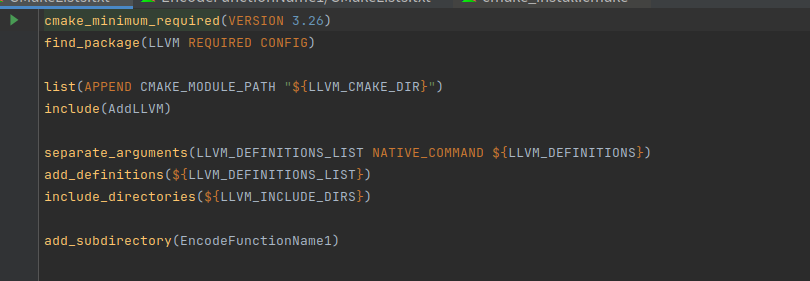 EncodeFunctionName1/CMakeLists.txt
cmake_install.cmake
cmake_minimum_required(VERSION 3.26)
find_package(LLVM REQUIRED CONFIG)
list(APPEND CMAKE_MODULE_PATH "${LLVM_CMAKE_DIR}")
include(AddLLVM)
separate_arguments(LLVM_DEFINITIONS_LIST NATIVE_COMMAND ${LLVM_DEFINITIONS})
add_definitions(${LLVM_DEFINITIONS_LIST})
include_directories(${LLVM_INCLUDE_DIRS})
add_subdirectory(EncodeFunctionName1)